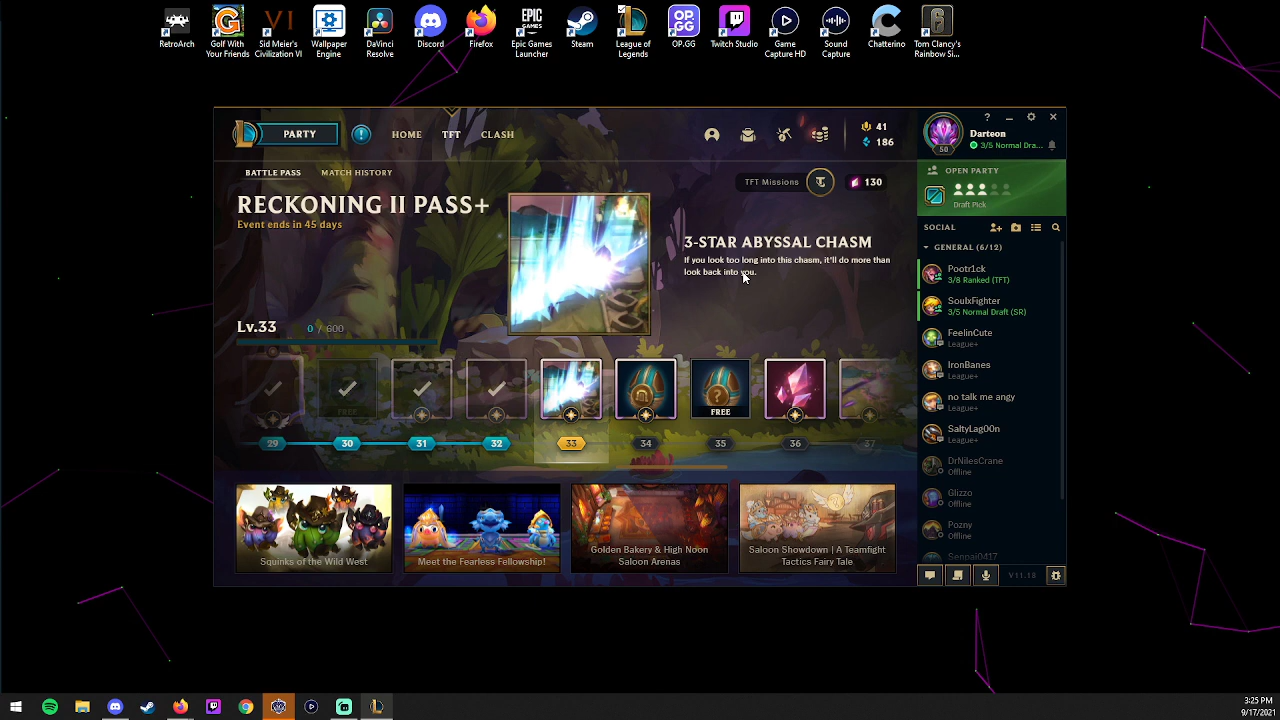 RetroArch
Golf With
Your Friends
Sid Meier's
Civilization VI
Wallpaper
Engine
DaVinci
Resolve
Discord
Firefox
EPIC
GAMES
Epic Games
Launcher
Steam
League of
Legends
OP.
GG
OP.GG
Twitch Studio
Game
Capture HD
Sound
Capture
Chatterino
Tom Clancy's
Rainbow Si...
PARTY
HOME
TFT
CLASH
41
186
BATTLE PASS
MATCH HISTORY
TFT Missions
130
RECKONING II PASS+
Event ends in 45 days
3-STAR ABYSSAL CHASM
If you look too long into this chasm, it'll do more than
look back into you.
Lv.33
0 / 600
FREE
FREE
29
30
31
32
33
34
35
36
37
Squinks of the Wild West
Meet the Fearless Fellowship!
Golden Bakery & High Noon
Saloon Arenas
Saloon Showdown | A Teamfight
Tactics Fairy Tale
50
Darteon
3/5 Normal Dra...
OPEN PARTY
Draft Pick
SOCIAL
GENERAL (6/12)
Pootr1ck
3/8 Ranked (TFT)
SoulxFighter
3/5 Normal Draft (SR)
FeelinCute
League+
IronBanes
League+
no talk me angy
League+
SaltyLag00n
League+
DrNilesCrane
Offline
Glizzo
Offline
Pozny
Offline
Senpai0417
V11.18
3:25 PM
9/17/2021